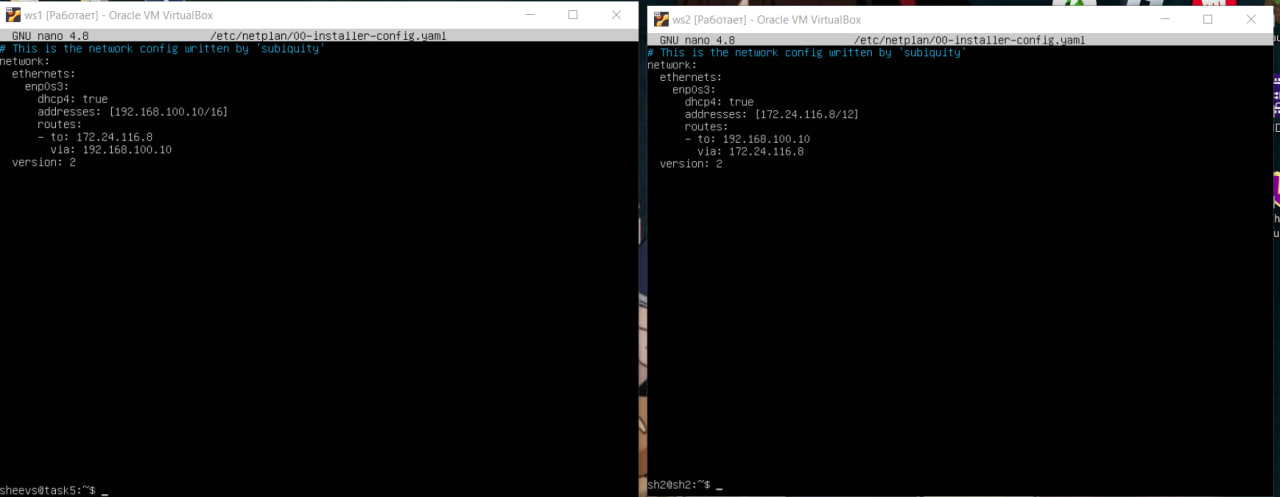 ws1 [Работает] - Oracle VM VirtualBox
GNU nano 4.8 /etc/netplan/00-installer-config.yaml
# This is the network config written by 'subiquity'
network:
  ethernets:
    enp0s3:
      dhcp4: true
      addresses: [192.168.100.10/16]
      routes:
      - to: 172.24.116.8
        via: 192.168.100.10
  version: 2
sheevs@task5:~$ _
ws2 [Работает] - Oracle VM VirtualBox
GNU nano 4.8 /etc/netplan/00-installer-config.yaml
# This is the network config written by 'subiquity'
network:
  ethernets:
    enp0s3:
      dhcp4: true
      addresses: [172.24.116.8/12]
      routes:
      - to: 192.168.100.10
        via: 172.24.116.8
  version: 2
sh2@sh2:~$ _